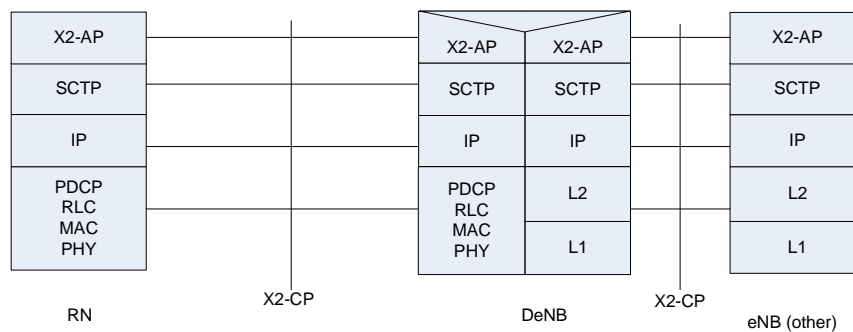 X2-AP
SCTP
IP
PDCP
RLC
MAC
PHY
RN
X2-CP
X2-AP X2-AP
SCTP SCTP
IP IP
PDCP
RLC
MAC
PHY
L2
L1
DeNB
X2-CP
X2-AP
SCTP
IP
L2
L1
eNB (other)